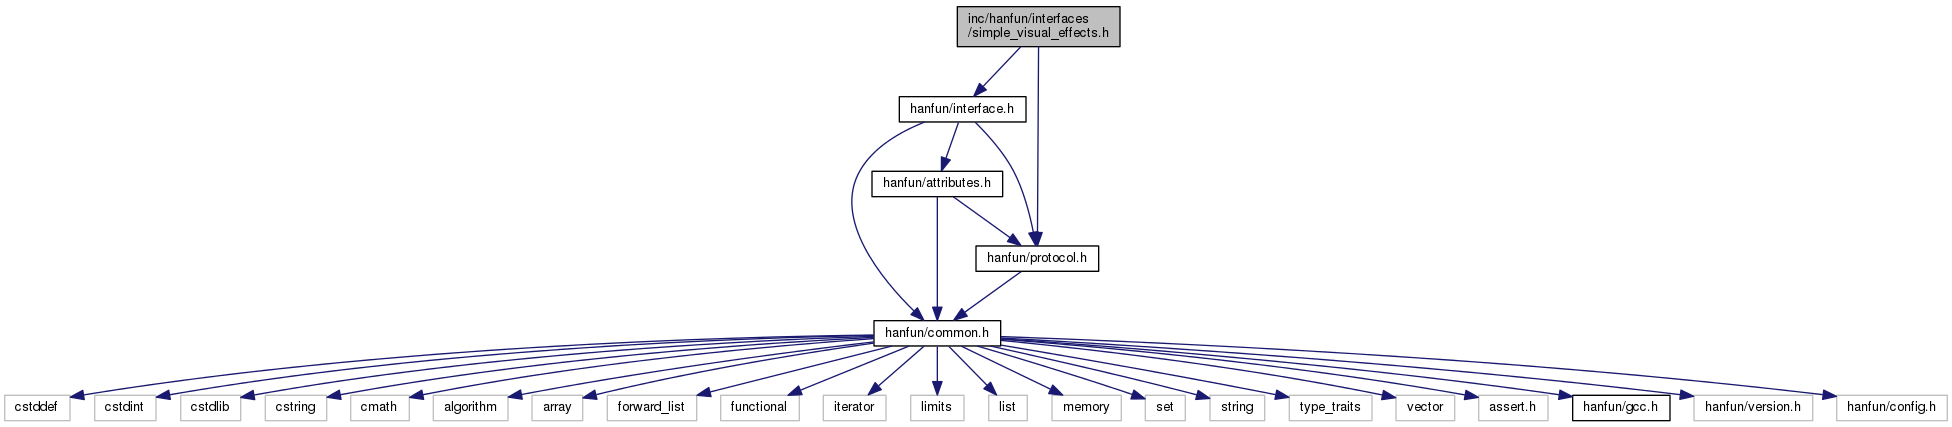 inc/hanfun/interfaces
/simple_visual_effects.h
hanfun/interface.h
hanfun/attributes.h
hanfun/protocol.h
hanfun/common.h
cstddef
cstdint
cstdlib
cstring
cmath
algorithm
array
forward_list
functional
iterator
limits
list
memory
set
string
type_traits
vector
assert.h
hanfun/gcc.h
hanfun/version.h
hanfun/config.h